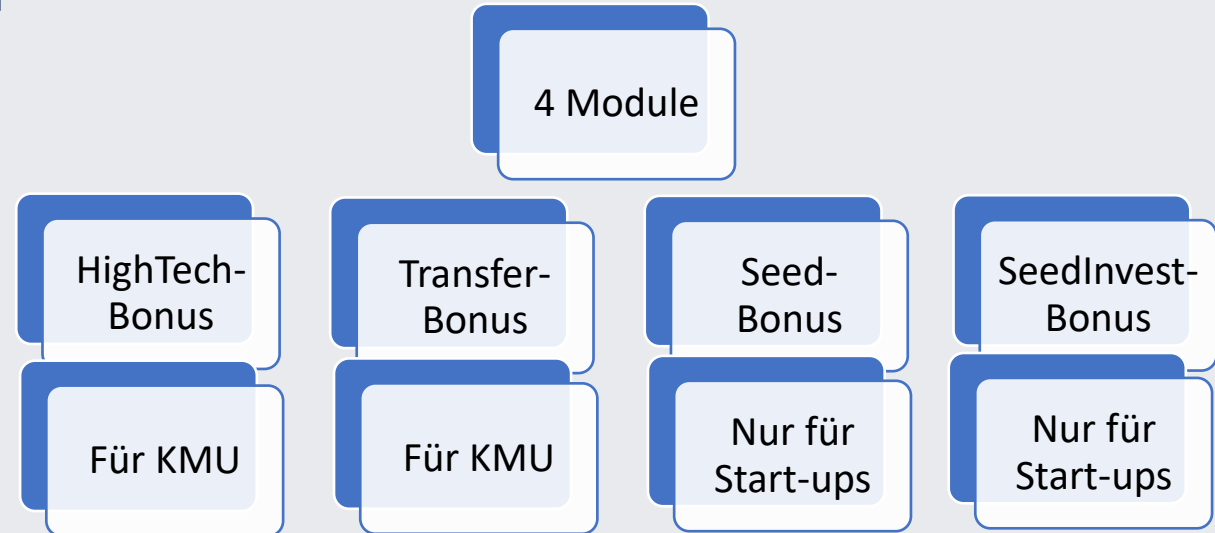 4 Module
HighTech-
Bonus
Transfer-
Bonus
Seed-
Bonus
SeedInvest-
Bonus
Für KMU
Für KMU
Nur für
Start-ups
Nur für
Start-ups